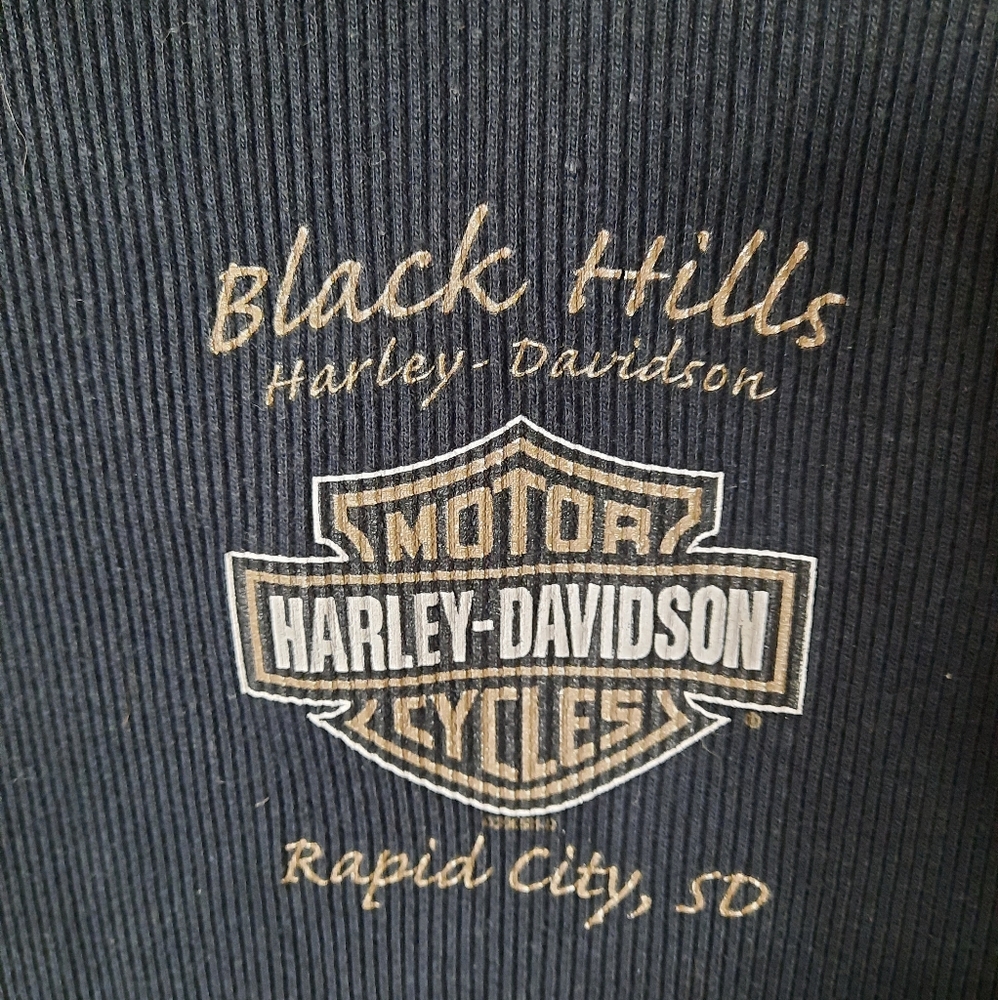 Black Hills
Harley-Davidson
MOTOR
HARLEY-DAVIDSON
CYCLES
®
Rapid City, SD